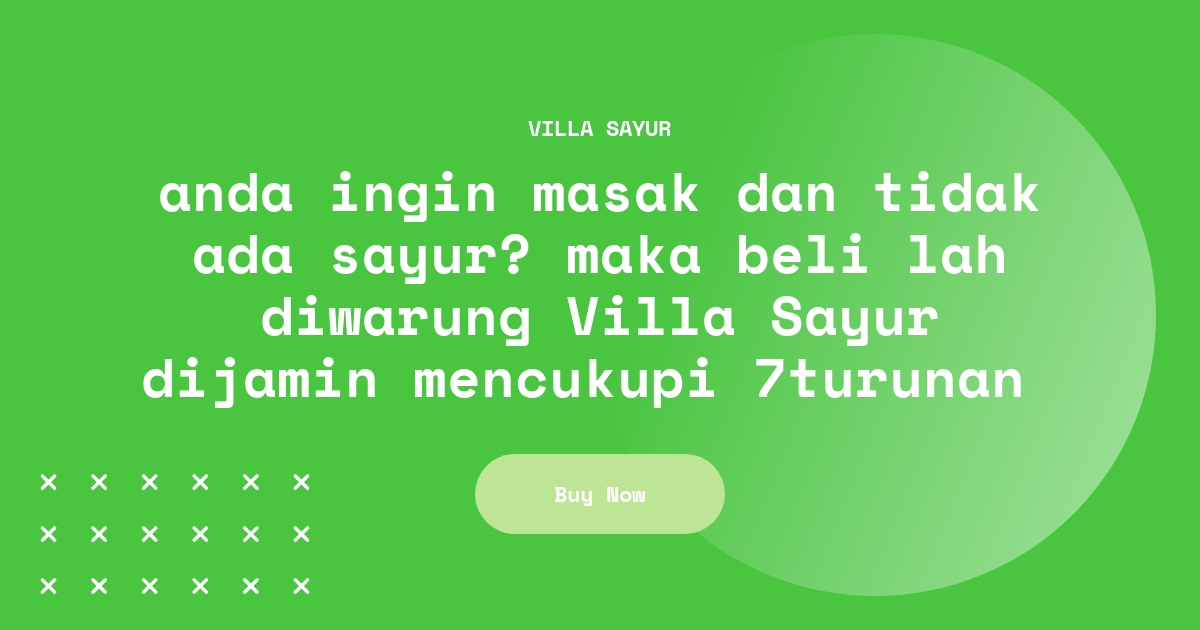 VILLA SAYUR
anda ingin masak dan tidak
ada sayur? maka beli lah
diwarung Villa Sayur
dijamin mencukupi 7turunan
Buy Now